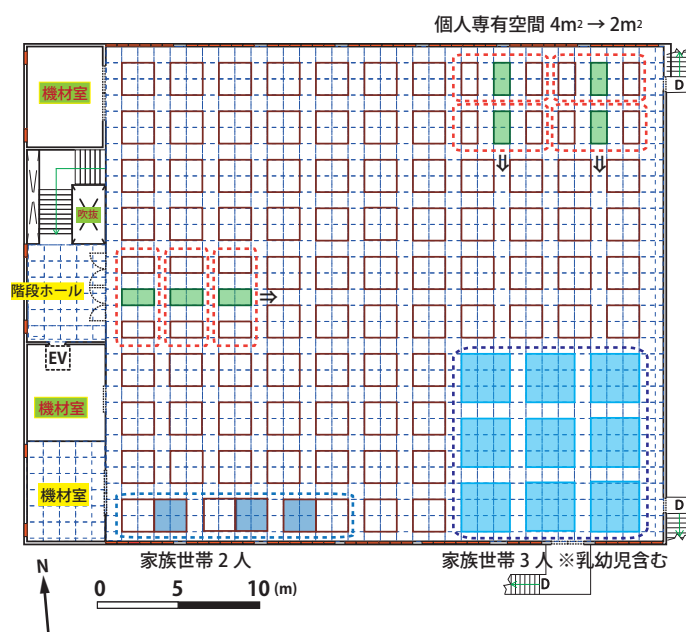 個人専有空間 4m² → 2m²
機材室
D
吹抜
階段ホール
⇓
⇓
⇒
EV
機材室
機材室
D
家族世帯 2 人
家族世帯 3 人 ※乳幼児含む
N
0 5 10 (m)
D